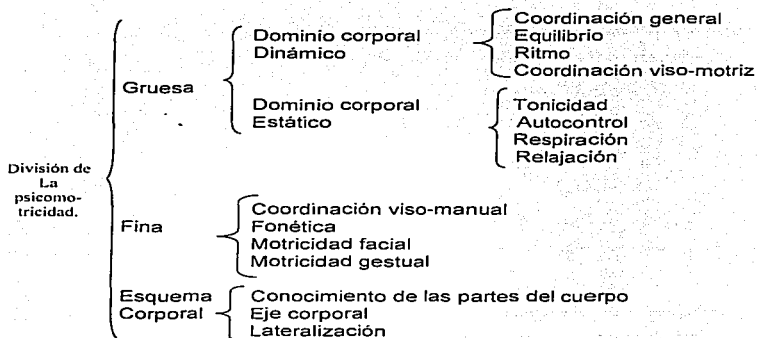 División de
La
psicomo-
tricidad.
Gruesa
Dominio corporal
Dinámico
Coordinación general
Equilibrio
Ritmo
Coordinación viso-motriz
Dominio corporal
Estático
Tonicidad
Autocontrol
Respiración
Relajación
Fina
Coordinación viso-manual
Fonética
Motricidad facial
Motricidad gestual
Esquema
Corporal
Conocimiento de las partes del cuerpo
Eje corporal
Lateralización